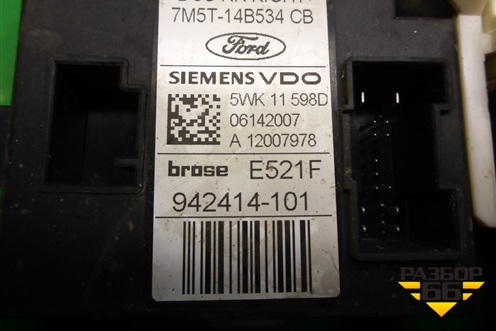 7M5T-14B534 CB
Ford
SIEMENS VDO
5WK 11 598D
06142007
A 12007978
brose E521F
942414-101
РАЗБОР
66